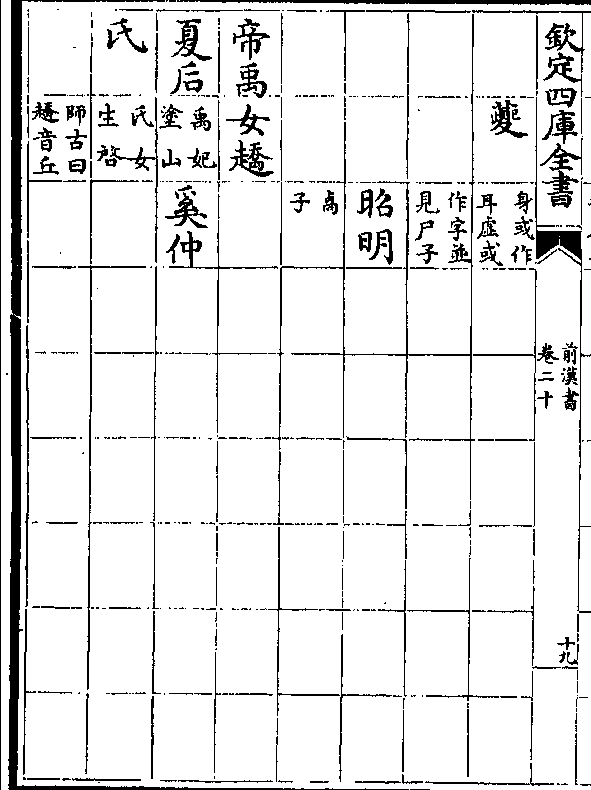 欽定四庫全書
前漢書
卷二十
十九
夔
身或作
耳虛或
作字並
見尸子
昭明
卨
子
帝禹
女趫
夏后
禹妃
塗山
奚仲
氏
氏女
生啓
師古曰
趫音丘